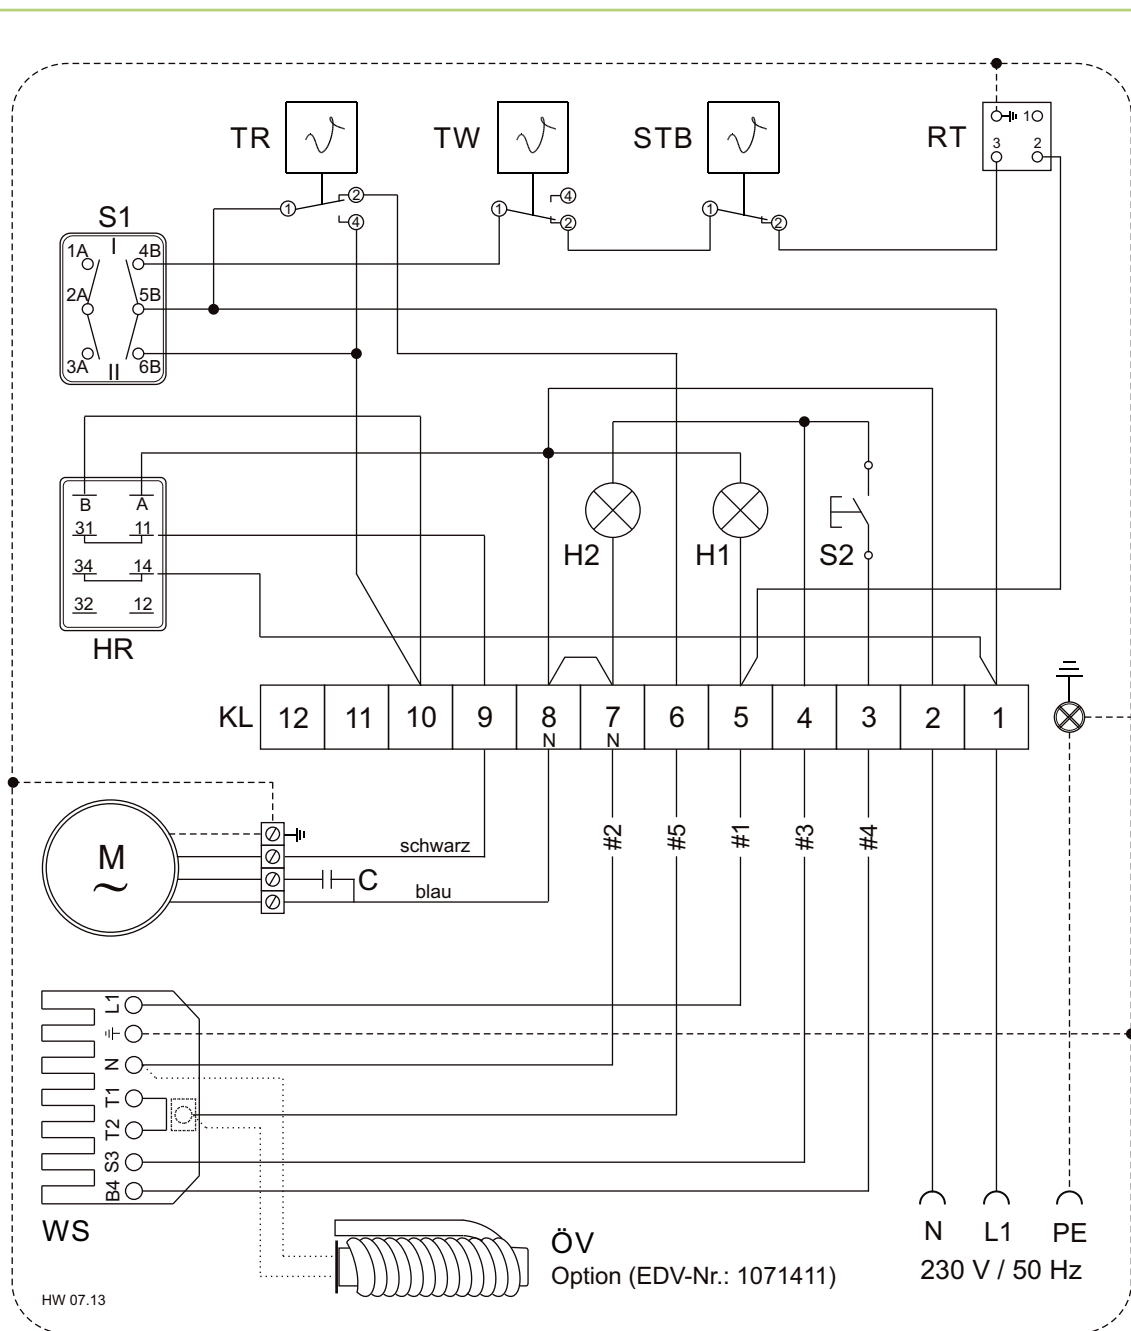 TR TW STB RT
1 3 2
1 2 4
1 4 2
1 2
S1
I
1A 4B
2A 5B
3A 6B
II
B A
31 11
34 14
32 12
HR
H2 H1 S2
KL 12 11 10 9 8 7 6 5 4 3 2 1
N N
M
~
schwarz
C
blau
#2 #5 #1 #3 #4
L1
N
T1
T2
S3
B4
WS
ÖV
Option (EDV-Nr.: 1071411)
N L1 PE
230 V / 50 Hz
HW 07.13